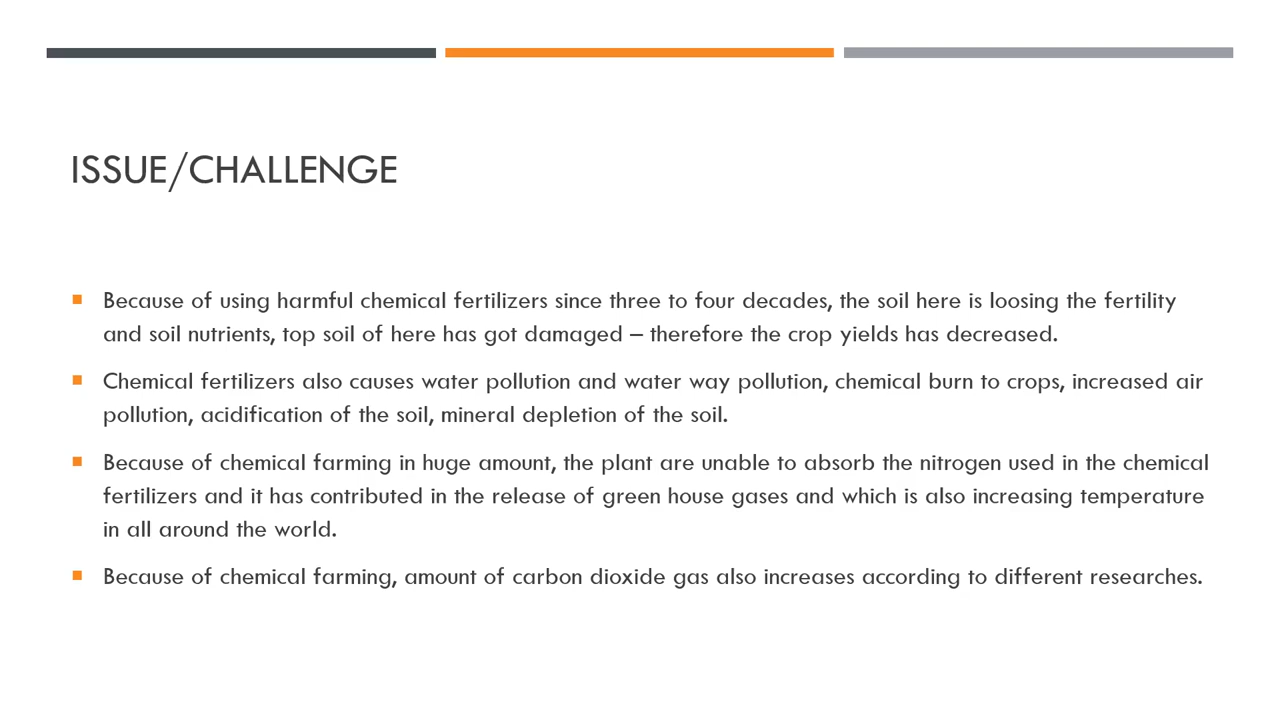 ISSUE/CHALLENGE
Because of using harmful chemical fertilizers since three to four decades, the soil here is loosing the fertility
and soil nutrients, top soil of here has got damaged – therefore the crop yields has decreased.
Chemical fertilizers also causes water pollution and water way pollution, chemical burn to crops, increased air
pollution, acidification of the soil, mineral depletion of the soil.
Because of chemical farming in huge amount, the plant are unable to absorb the nitrogen used in the chemical
fertilizers and it has contributed in the release of green house gases and which is also increasing temperature
in all around the world.
Because of chemical farming, amount of carbon dioxide gas also increases according to different researches.